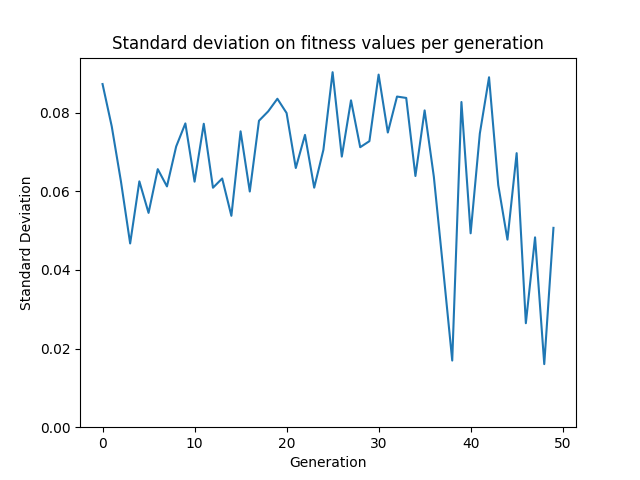 Standard deviation on fitness values per generation
0.08
0.06
0.04
0.02
0.00
Standard Deviation
0 10 20 30 40 50
Generation